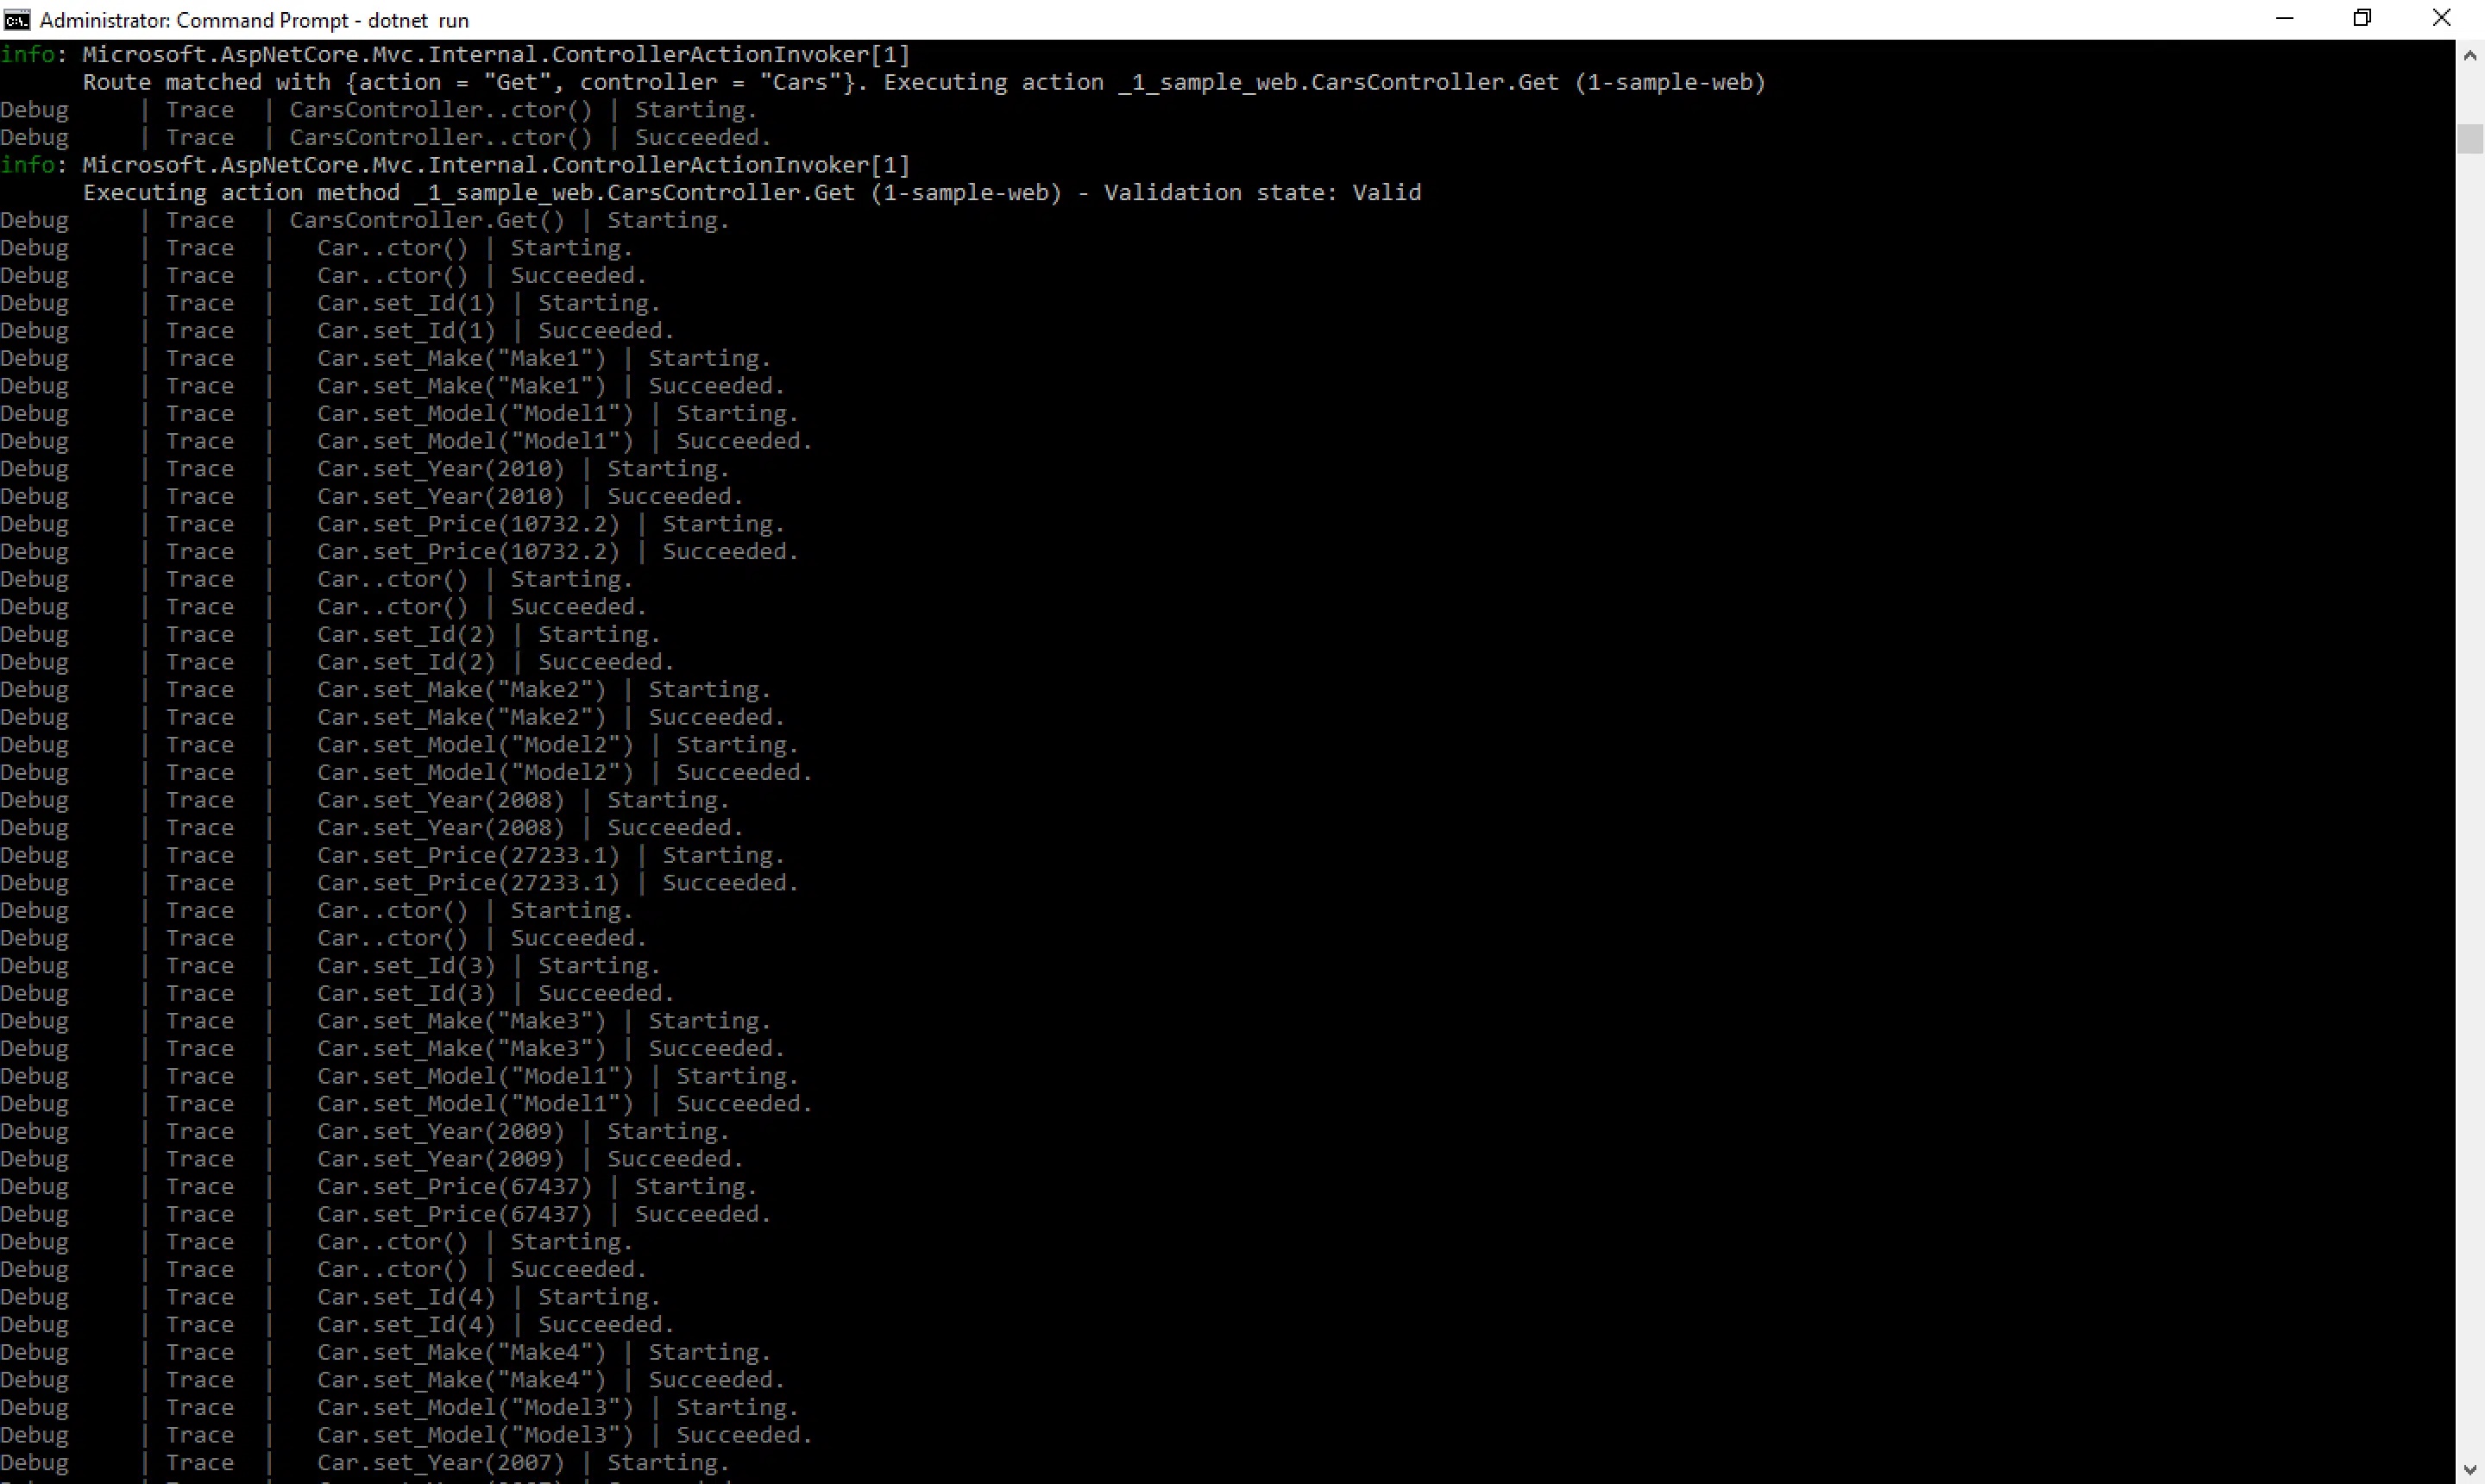 Administrator: Command Prompt - dotnet  run
info: Microsoft.AspNetCore.Mvc.Internal.ControllerActionInvoker[1]
      Route matched with {action = "Get", controller = "Cars"}. Executing action _1_sample_web.CarsController.Get (1-sample-web)
Debug     | Trace  | CarsController..ctor() | Starting.
Debug     | Trace  | CarsController..ctor() | Succeeded.
info: Microsoft.AspNetCore.Mvc.Internal.ControllerActionInvoker[1]
      Executing action method _1_sample_web.CarsController.Get (1-sample-web) - Validation state: Valid
Debug     | Trace  | CarsController.Get() | Starting.
Debug     | Trace  |   Car..ctor() | Starting.
Debug     | Trace  |   Car..ctor() | Succeeded.
Debug     | Trace  |   Car.set_Id(1) | Starting.
Debug     | Trace  |   Car.set_Id(1) | Succeeded.
Debug     | Trace  |   Car.set_Make("Make1") | Starting.
Debug     | Trace  |   Car.set_Make("Make1") | Succeeded.
Debug     | Trace  |   Car.set_Model("Model1") | Starting.
Debug     | Trace  |   Car.set_Model("Model1") | Succeeded.
Debug     | Trace  |   Car.set_Year(2010) | Starting.
Debug     | Trace  |   Car.set_Year(2010) | Succeeded.
Debug     | Trace  |   Car.set_Price(10732.2) | Starting.
Debug     | Trace  |   Car.set_Price(10732.2) | Succeeded.
Debug     | Trace  |   Car..ctor() | Starting.
Debug     | Trace  |   Car..ctor() | Succeeded.
Debug     | Trace  |   Car.set_Id(2) | Starting.
Debug     | Trace  |   Car.set_Id(2) | Succeeded.
Debug     | Trace  |   Car.set_Make("Make2") | Starting.
Debug     | Trace  |   Car.set_Make("Make2") | Succeeded.
Debug     | Trace  |   Car.set_Model("Model2") | Starting.
Debug     | Trace  |   Car.set_Model("Model2") | Succeeded.
Debug     | Trace  |   Car.set_Year(2008) | Starting.
Debug     | Trace  |   Car.set_Year(2008) | Succeeded.
Debug     | Trace  |   Car.set_Price(27233.1) | Starting.
Debug     | Trace  |   Car.set_Price(27233.1) | Succeeded.
Debug     | Trace  |   Car..ctor() | Starting.
Debug     | Trace  |   Car..ctor() | Succeeded.
Debug     | Trace  |   Car.set_Id(3) | Starting.
Debug     | Trace  |   Car.set_Id(3) | Succeeded.
Debug     | Trace  |   Car.set_Make("Make3") | Starting.
Debug     | Trace  |   Car.set_Make("Make3") | Succeeded.
Debug     | Trace  |   Car.set_Model("Model1") | Starting.
Debug     | Trace  |   Car.set_Model("Model1") | Succeeded.
Debug     | Trace  |   Car.set_Year(2009) | Starting.
Debug     | Trace  |   Car.set_Year(2009) | Succeeded.
Debug     | Trace  |   Car.set_Price(67437) | Starting.
Debug     | Trace  |   Car.set_Price(67437) | Succeeded.
Debug     | Trace  |   Car..ctor() | Starting.
Debug     | Trace  |   Car..ctor() | Succeeded.
Debug     | Trace  |   Car.set_Id(4) | Starting.
Debug     | Trace  |   Car.set_Id(4) | Succeeded.
Debug     | Trace  |   Car.set_Make("Make4") | Starting.
Debug     | Trace  |   Car.set_Make("Make4") | Succeeded.
Debug     | Trace  |   Car.set_Model("Model3") | Starting.
Debug     | Trace  |   Car.set_Model("Model3") | Succeeded.
Debug     | Trace  |   Car.set_Year(2007) | Starting.